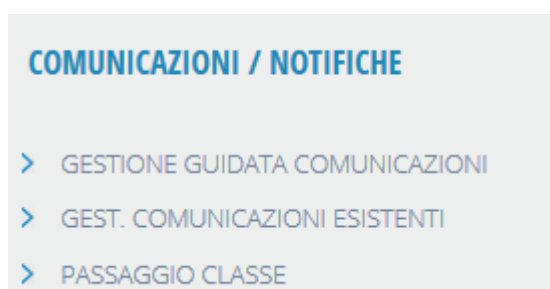 COMUNICAZIONI / NOTIFICHE
GESTIONE GUIDATA COMUNICAZIONI
GEST. COMUNICAZIONI ESISTENTI
PASSAGGIO CLASSE